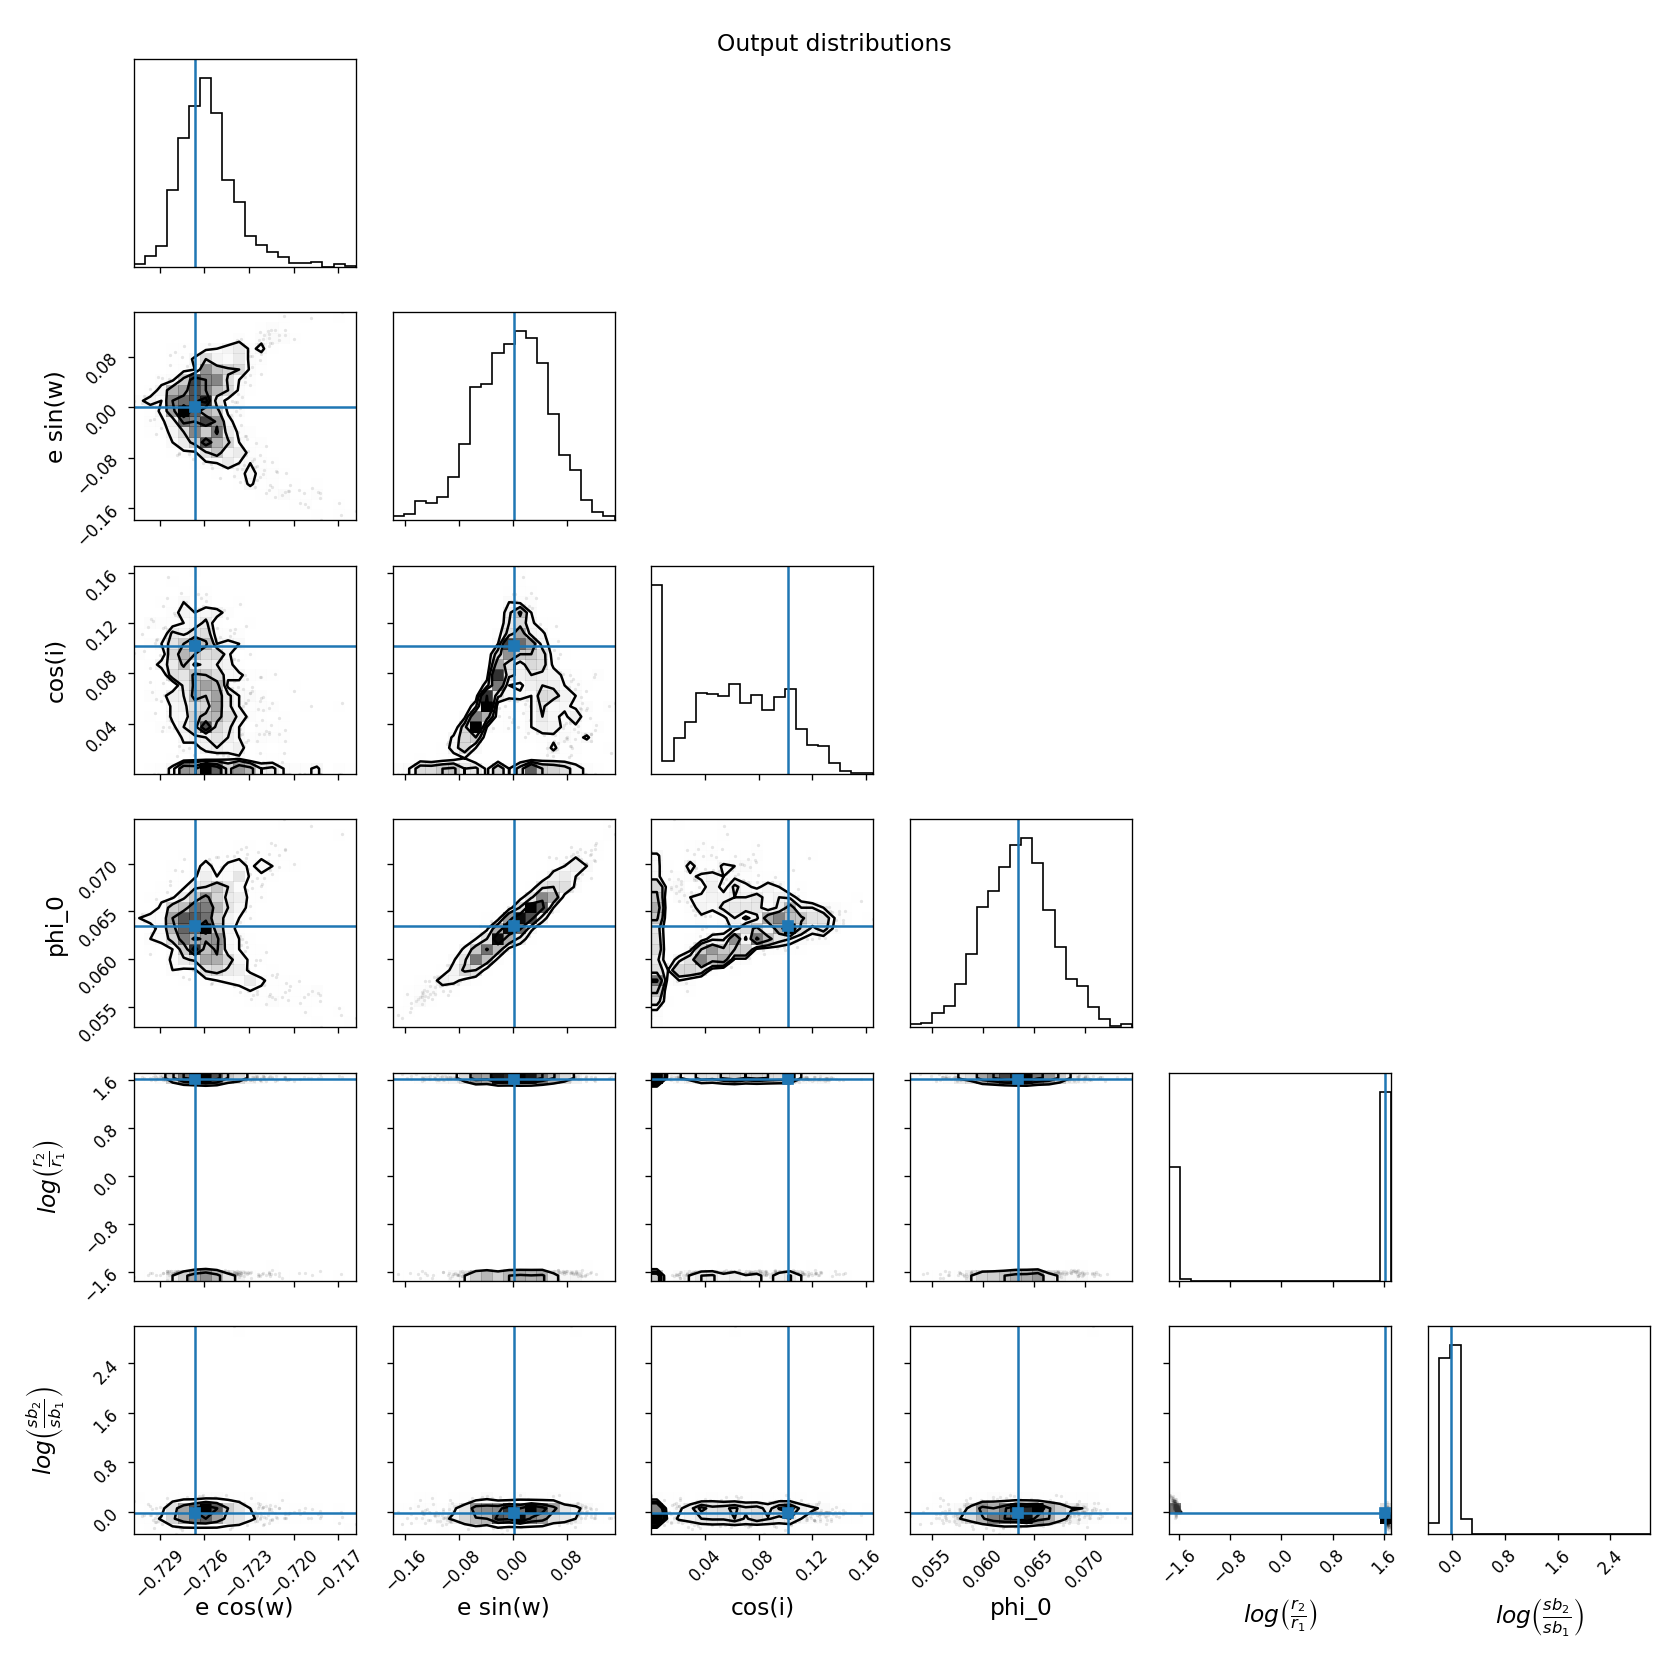 Output distributions
0.08
0.00
−0.08
−0.16
e sin(w)
0.16
0.12
0.08
0.04
cos(i)
0.070
0.065
0.060
0.055
phi_0
1.6
0.8
0.0
−0.8
−1.6
log(r2/r1)
2.4
1.6
0.8
0.0
log(sb2/sb1)
−0.729 −0.726 −0.723 −0.720 −0.717
−0.16 −0.08 0.00 0.08
0.04 0.08 0.12 0.16
0.055 0.060 0.065 0.070
−1.6 −0.8 0.0 0.8 1.6
0.0 0.8 1.6 2.4
e cos(w) e sin(w) cos(i) phi_0 log(r2/r1) log(sb2/sb1)